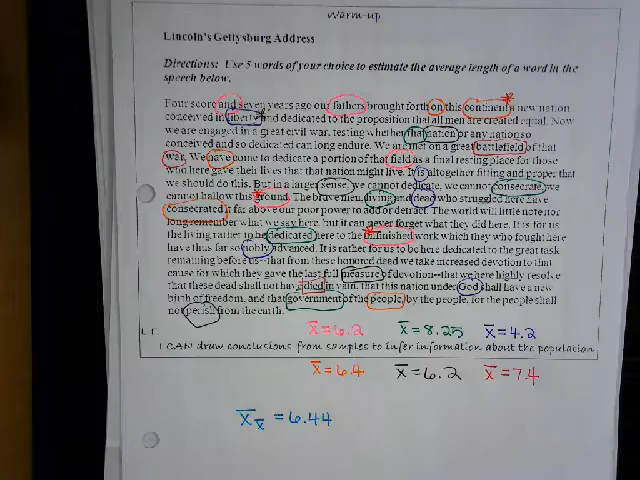 Warm-up
Lincoln's Gettysburg Address
Directions: Use 5 words of your choice to estimate the average length of a word in the
speech below.
Four score and seven years ago our fathers brought forth on this continent a new nation
conceived in liberty and dedicated to the proposition that all men are created equal. Now
we are engaged in a great civil war, testing whether that nation or any nation so
conceived and so dedicated can long endure. We are met on a great battlefield of that
war. We have come to dedicate a portion of that field as a final resting place for those
who here gave their lives that that nation might live. It is altogether fitting and proper that
we should do this. But in a larger sense, we cannot dedicate, we cannot consecrate, we
cannot hallow this ground. The brave men, living and dead who struggled here have
consecrated it far above our poor power to add or detract. The world will little note nor
long remember what we say here, but it can never forget what they did here. It is for us
the living rather to be dedicated here to the unfinished work which they who fought here
have thus far so nobly advanced. It is rather for us to be here dedicated to the great task
remaining before us--that from these honored dead we take increased devotion to that
cause for which they gave the last full measure of devotion--that we here highly resolve
that these dead shall not have died in vain, that this nation under God shall have a new
birth of freedom, and that government of the people, by the people, for the people shall
not perish from the earth.
x̄=6.2 x̄=8.25 x̄=4.2
L.T.
I CAN draw conclusions from samples to infer information about the population
x̄=6.4 x̄=6.2 x̄=7.4
x̄x̄ = 6.44